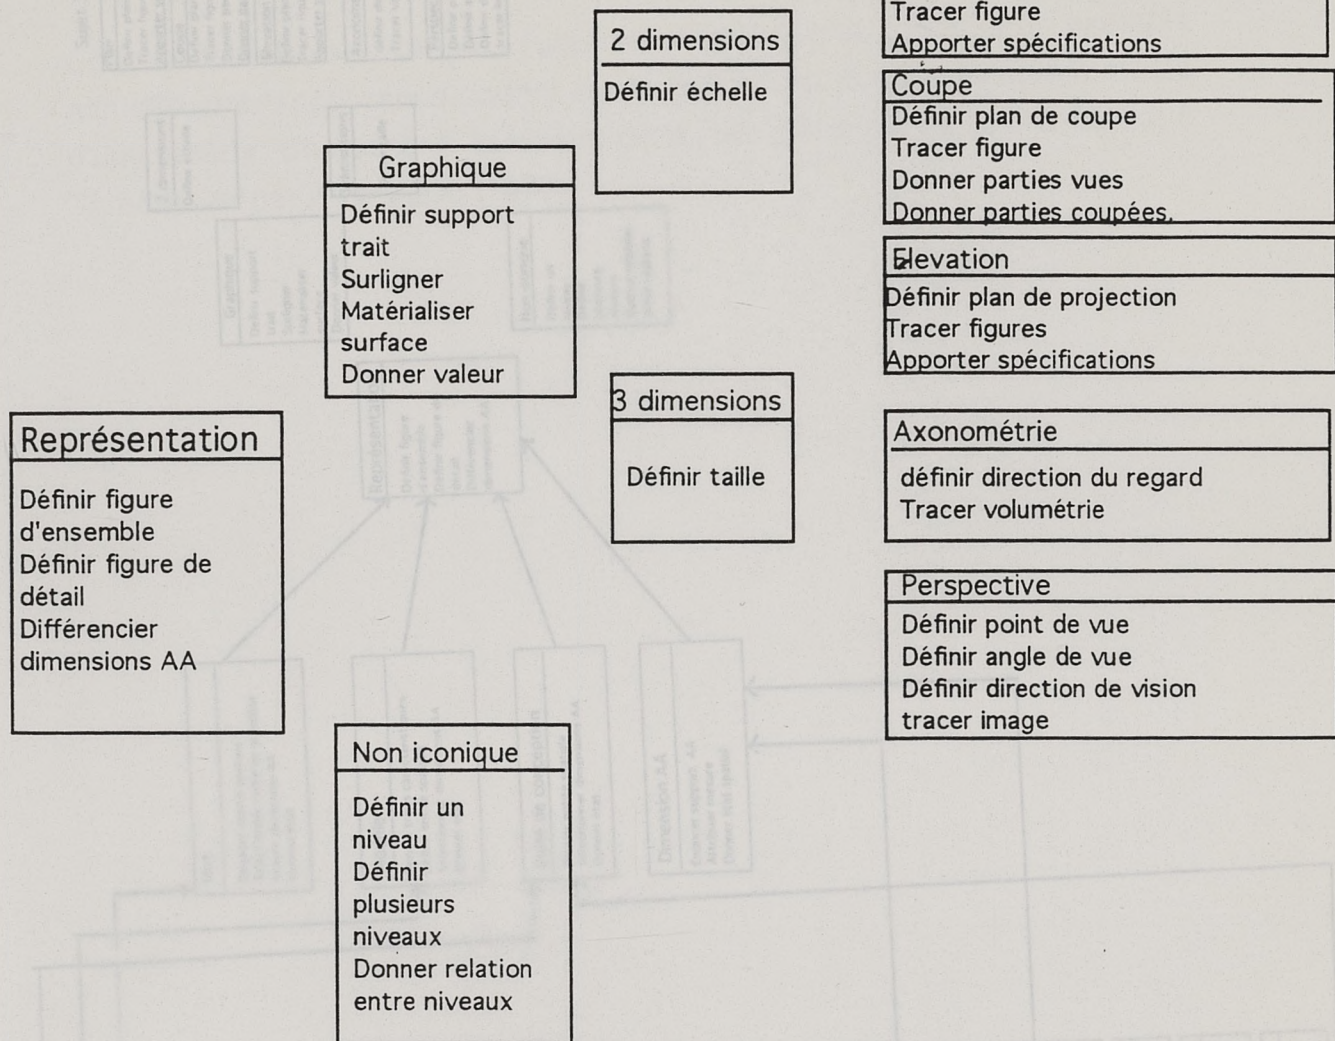 Représentation
Définir figure
d'ensemble
Définir figure de
détail
Différencier
dimensions AA
Graphique
Définir support
trait
Surligner
Matérialiser
surface
Donner valeur
Non iconique
Définir un
niveau
Définir
plusieurs
niveaux
Donner relation
entre niveaux
2 dimensions
Définir échelle
3 dimensions
Définir taille
Tracer figure
Apporter spécifications
Coupe
Définir plan de coupe
Tracer figure
Donner parties vues
Donner parties coupées.
Elevation
Définir plan de projection
Tracer figures
Apporter spécifications
Axonométrie
définir direction du regard
Tracer volumétrie
Perspective
Définir point de vue
Définir angle de vue
Définir direction de vision
tracer image